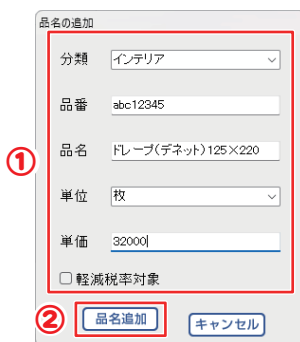 品名の追加
分類 インテリア
品番 abc12345
① 品名 ドレープ(デネット)125×220
単位 枚
単価 32000
軽減税率対象
② 品名追加 キャンセル